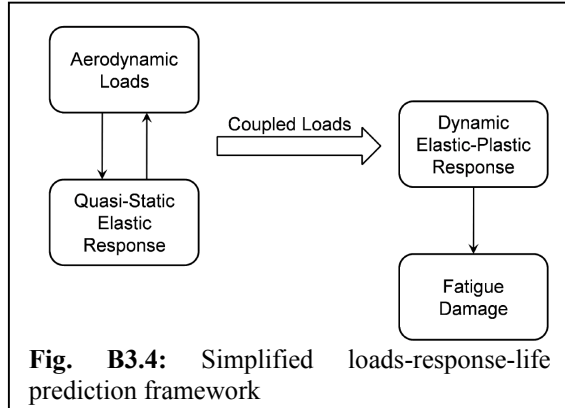 Aerodynamic
Loads
Coupled Loads
Dynamic
Elastic-Plastic
Response
Quasi-Static
Elastic
Response
Fatigue
Damage
Fig. B3.4: Simplified loads-response-life
prediction framework